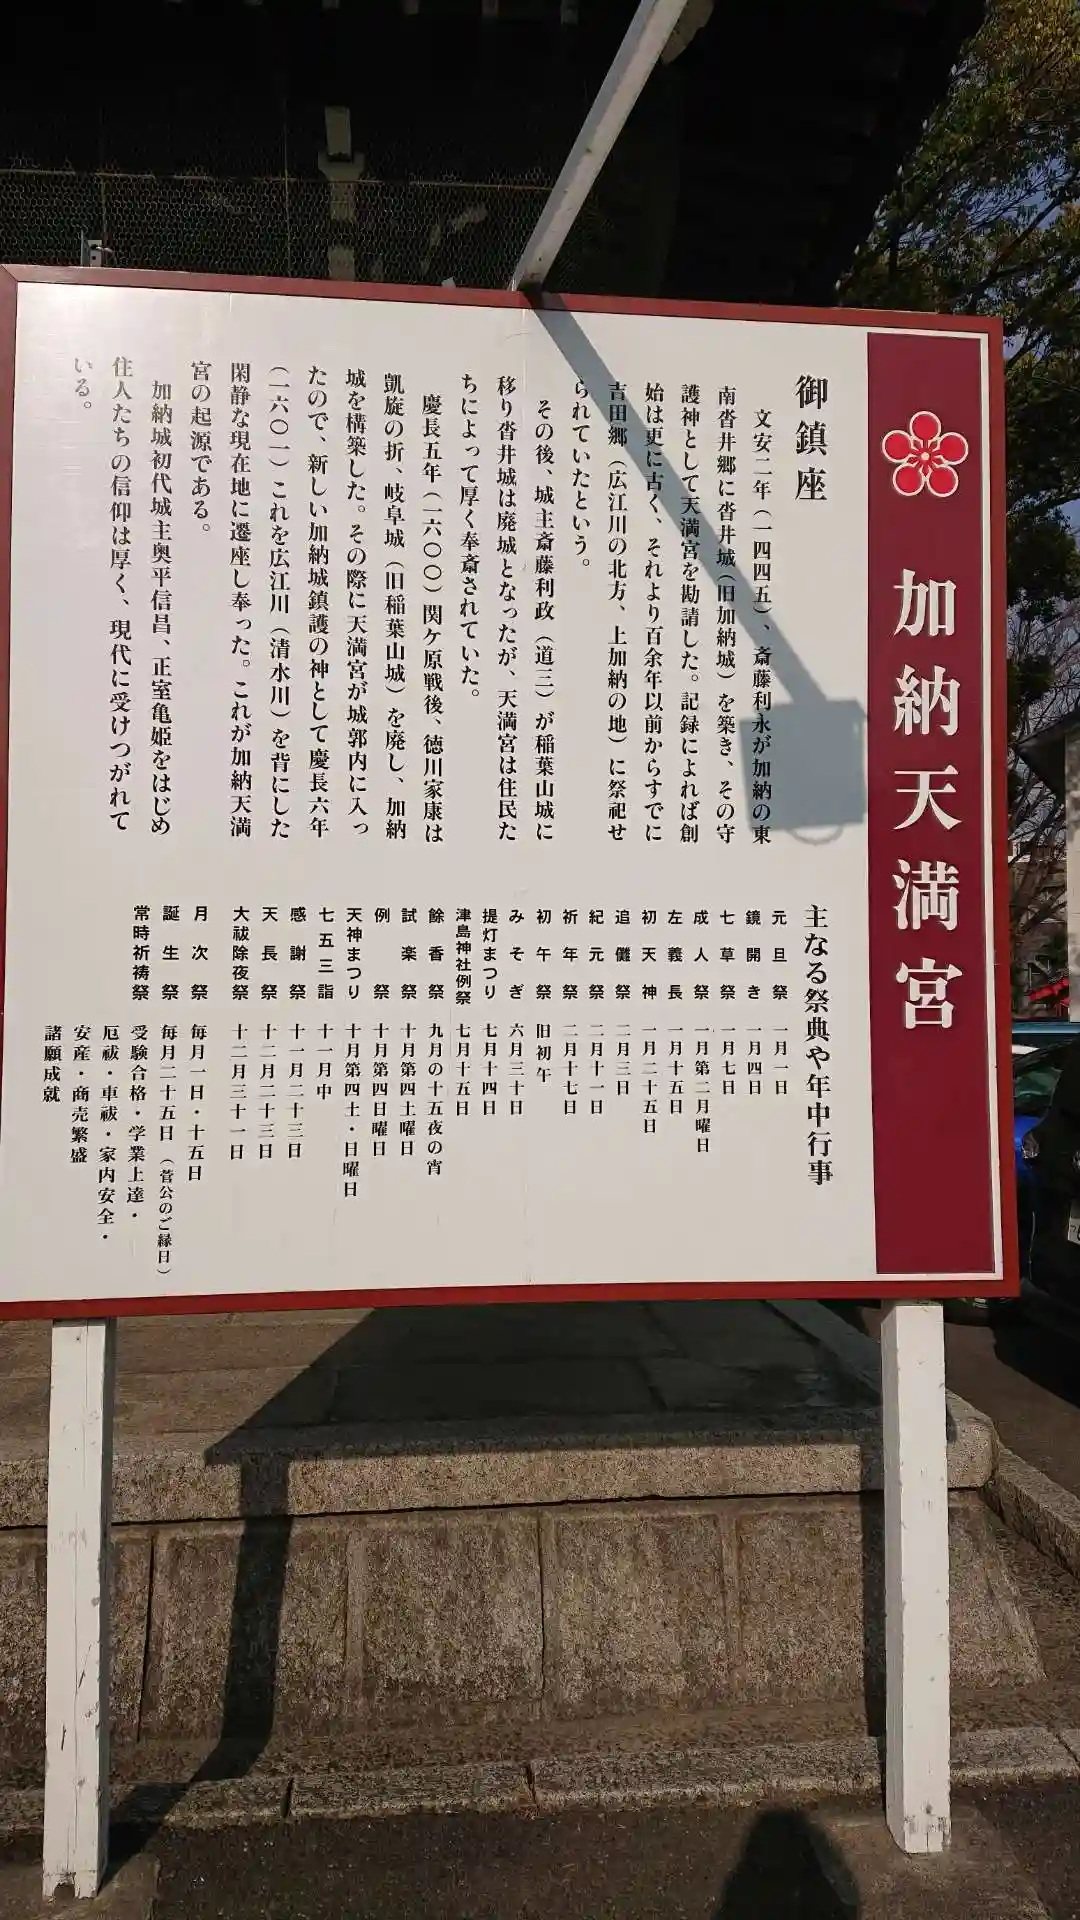 加納天満宮
御鎮座
文安二年（一四四五）、斎藤利永が加納の東
南沓井郷に沓井城（旧加納城）を築き、その守
護神として天満宮を勘請した。記録によれば創
始は更に古く、それより百余年以前からすでに
吉田郷（広江川の北方、上加納の地）に祭祀せ
られていたという。
その後、城主斎藤利政（道三）が稲葉山城に
移り沓井城は廃城となったが、天満宮は住民た
ちによって厚く奉斎されていた。
慶長五年（一六〇〇）関ケ原戦後、徳川家康は
凱旋の折、岐阜城（旧稲葉山城）を廃し、加納
城を構築した。その際に天満宮が城郭内に入っ
たので、新しい加納城鎮護の神として慶長六年
（一六〇一）これを広江川（清水川）を背にした
閑静な現在地に遷座し奉った。これが加納天満
宮の起源である。
加納城初代城主奥平信昌、正室亀姫をはじめ
住人たちの信仰は厚く、現代に受けつがれて
いる。
主なる祭典や年中行事
元旦祭 一月一日
鏡開き 一月四日
七草祭 一月七日
成人祭 一月第二月曜日
左義長 一月十五日
初天神 一月二十五日
追儺祭 二月三日
紀元祭 二月十一日
祈年祭 二月十七日
初午祭 旧初午
みそぎ 六月三十日
提灯まつり 七月十四日
津島神社例祭 七月十五日
餘香祭 九月の十五夜の宵
試楽祭 十月第四土曜日
例祭 十月第四日曜日
天神まつり 十月第四土・日曜日
七五三詣 十一月中
感謝祭 十一月二十三日
天長祭 十二月二十三日
大祓除夜祭 十二月三十一日
月次祭 毎月一日・十五日
誕生祭 毎月二十五日（菅公のご縁日）
常時祈祷祭 受験合格・学業上達・
厄祓・車祓・家内安全・
安産・商売繁盛
諸願成就